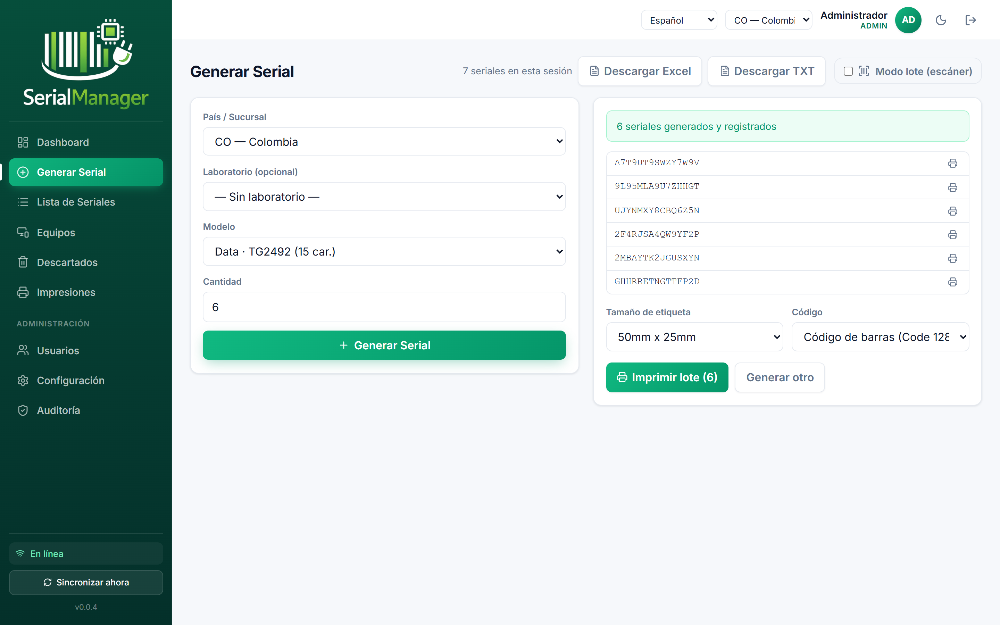 SerialManager
Dashboard
Generar Serial
Lista de Seriales
Equipos
Descartados
Impresiones
ADMINISTRACIÓN
Usuarios
Configuración
Auditoría
En línea
Sincronizar ahora
v0.0.4
Español
CO — Colombi
Administrador
ADMIN
AD
Generar Serial
7 seriales en esta sesión
Descargar Excel
Descargar TXT
Modo lote (escáner)
País / Sucursal
CO — Colombia
Laboratorio (opcional)
— Sin laboratorio —
Modelo
Data · TG2492 (15 car.)
Cantidad
6
+ Generar Serial
6 seriales generados y registrados
A7T9UT9SWZY7W9V
9L95MLA9U7ZHHGT
UJYNMXY8CBQ6Z5N
2F4RJSA4QW9YF2P
2MBAYTK2JGUSXYN
GHHRRETNGTTFP2D
Tamaño de etiqueta
50mm x 25mm
Código
Código de barras (Code 128
Imprimir lote (6)
Generar otro